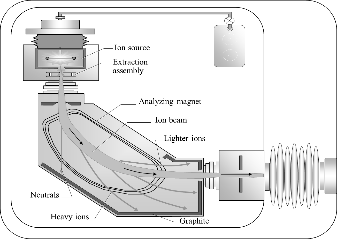 Ion source
Extraction
assembly
Analyzing magnet
Ion beam
Lighter ions
Neutrals
Heavy ions
Graphite